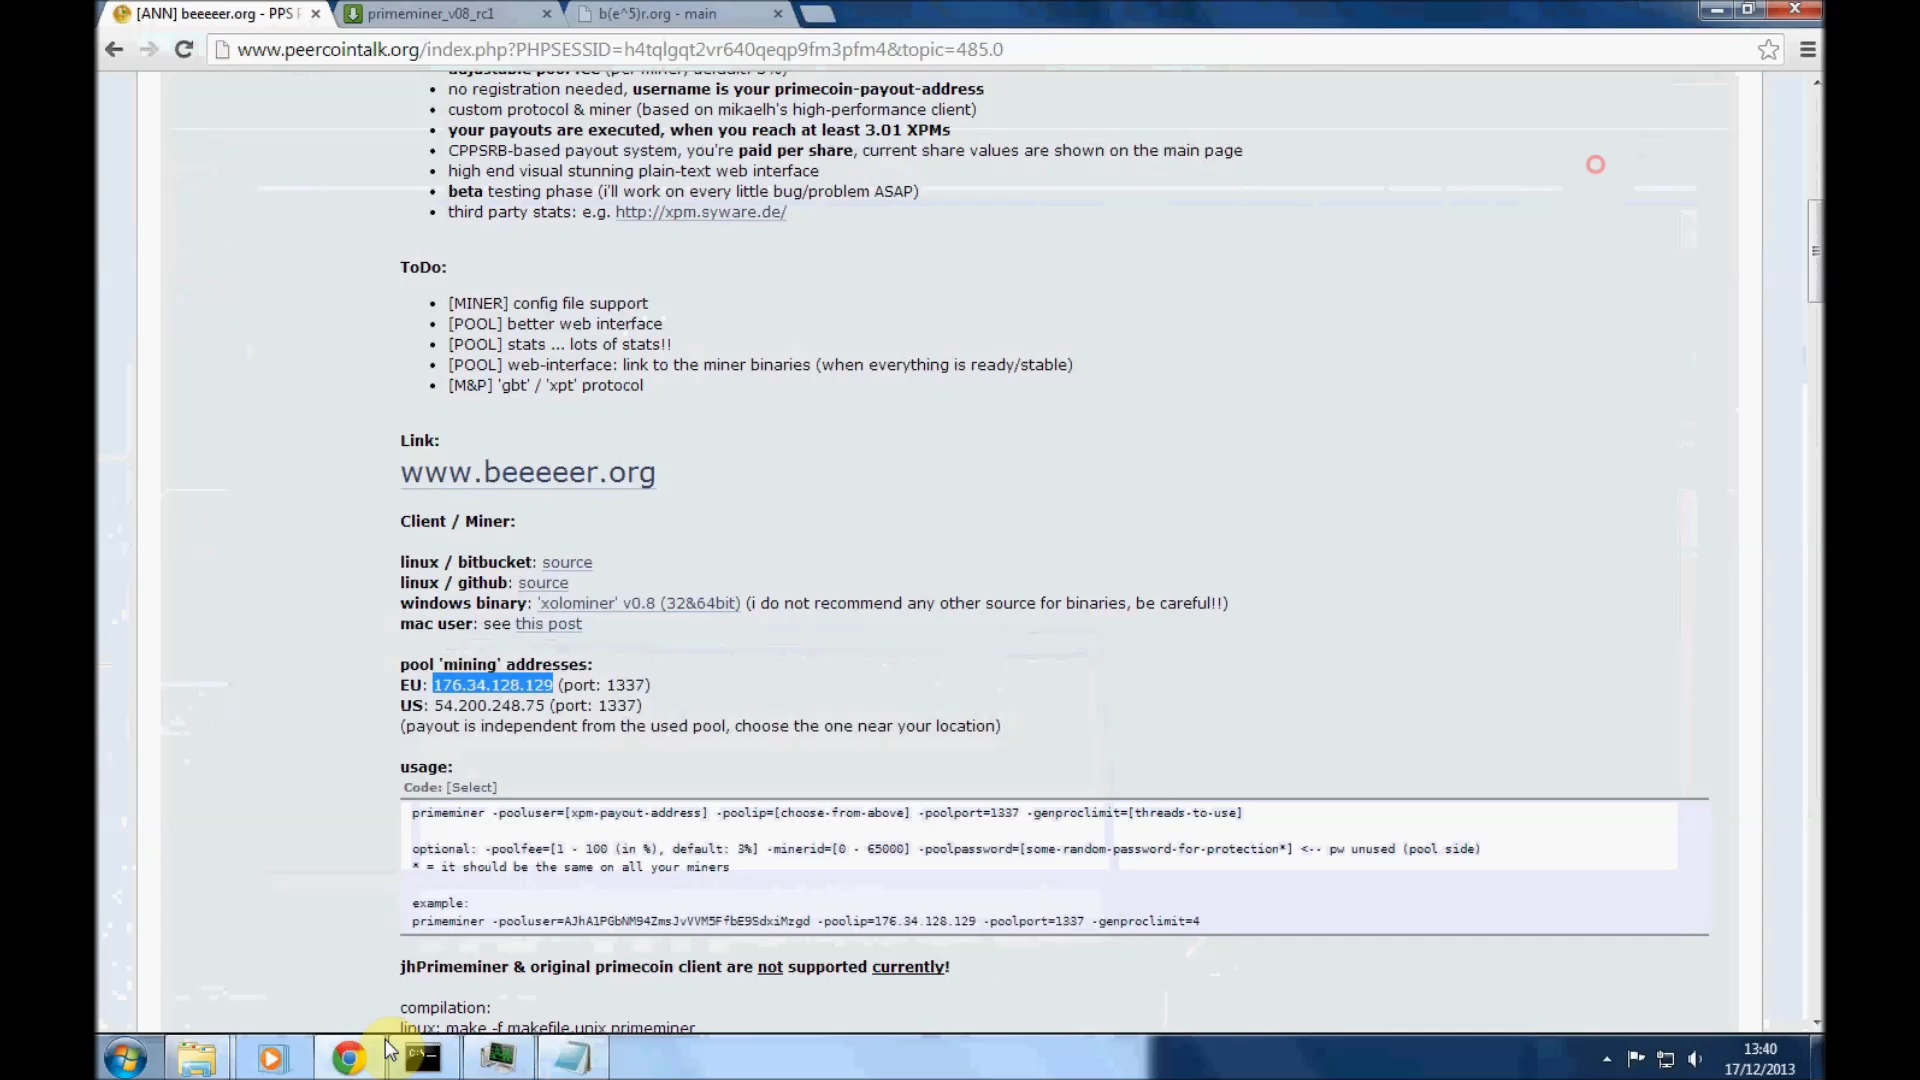 [ANN] beeeeer.org - PPS F
primeminer_v08_rc1
b(e^5)r.org - main
www.peercointalk.org/index.php?PHPSESSID=h4tqlgqt2vr640qeqp9fm3pfm4&topic=485.0
adjustable pool fee (per miner, default: 3%)
• no registration needed, username is your primecoin-payout-address
• custom protocol & miner (based on mikaelh's high-performance client)
• your payouts are executed, when you reach at least 3.01 XPMs
• CPPSRB-based payout system, you're paid per share, current share values are shown on the main page
• high end visual stunning plain-text web interface
• beta testing phase (i'll work on every little bug/problem ASAP)
• third party stats: e.g. http://xpm.syware.de/
ToDo:
• [MINER] config file support
• [POOL] better web interface
• [POOL] stats ... lots of stats!!
• [POOL] web-interface: link to the miner binaries (when everything is ready/stable)
• [M&P] 'gbt' / 'xpt' protocol
Link:
www.beeeeer.org
Client / Miner:
linux / bitbucket: source
linux / github: source
windows binary: 'xolominer' v0.8 (32&64bit) (i do not recommend any other source for binaries, be careful!!)
mac user: see this post
pool 'mining' addresses:
EU: 176.34.128.129 (port: 1337)
US: 54.200.248.75 (port: 1337)
(payout is independent from the used pool, choose the one near your location)
usage:
Code: [Select]
primeminer -pooluser=[xpm-payout-address] -poolip=[choose-from-above] -poolport=1337 -genproclimit=[threads-to-use]
optional: -poolfee=[1 - 100 (in %), default: 3%] -minerid=[0 - 65000] -poolpassword=[some-random-password-for-protection*] <-- pw unused (pool side)
* = it should be the same on all your miners
example:
primeminer -pooluser=AJhA1PGbNM94ZmsJvVVM5FfbE9SdxiMzgd -poolip=176.34.128.129 -poolport=1337 -genproclimit=4
jhPrimeminer & original primecoin client are not supported currently!
compilation:
linux: make -f makefile.unix primeminer
C:\
13:40
17/12/2013